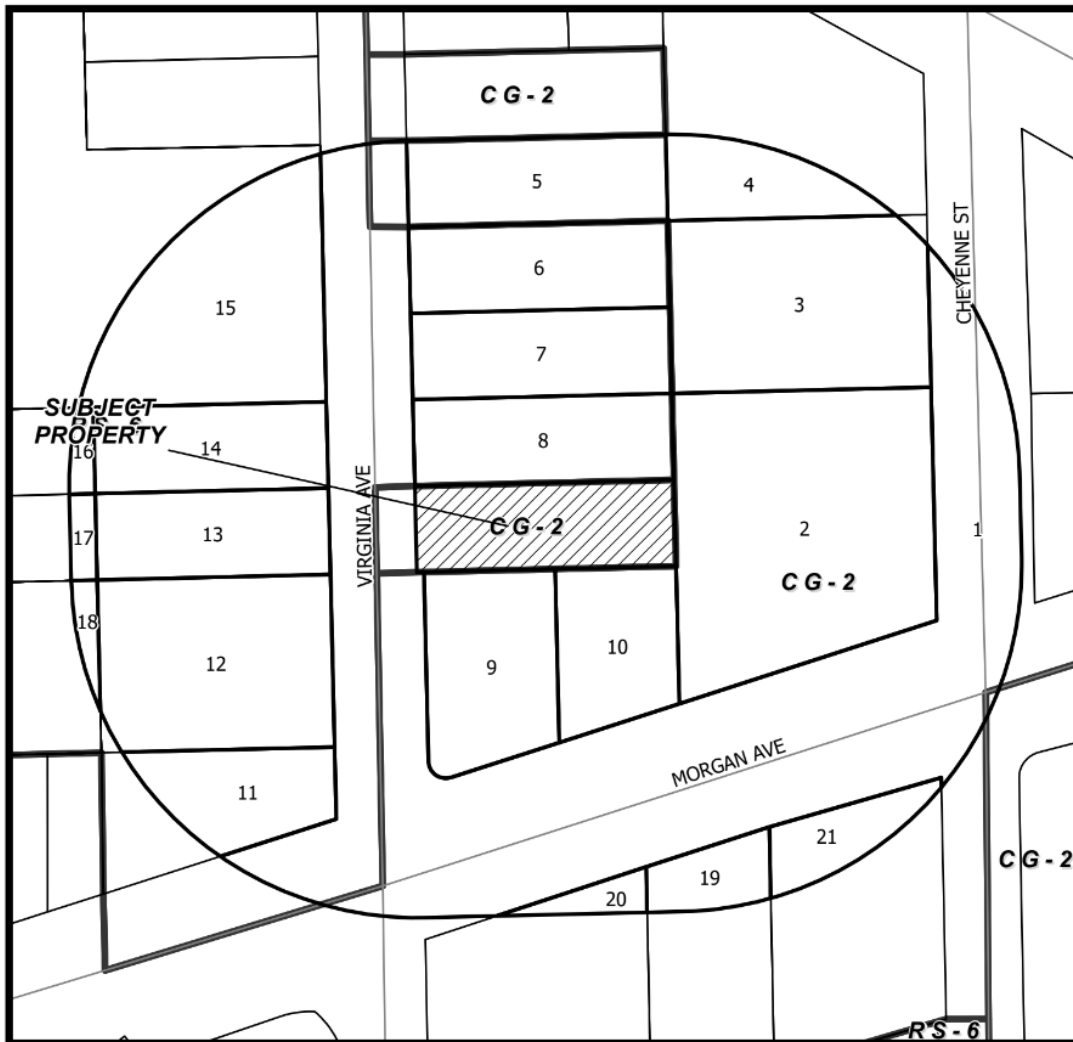 CG-2
5
4
CHEYENNE ST
6
3
15
7
SUBJECT
PROPERTY
RS-6
16
14
8
VIRGINIA AVE
CG-2
17
13
2
1
CG-2
18
12
9
10
MORGAN AVE
11
21
19
20
CG-2
RS-6